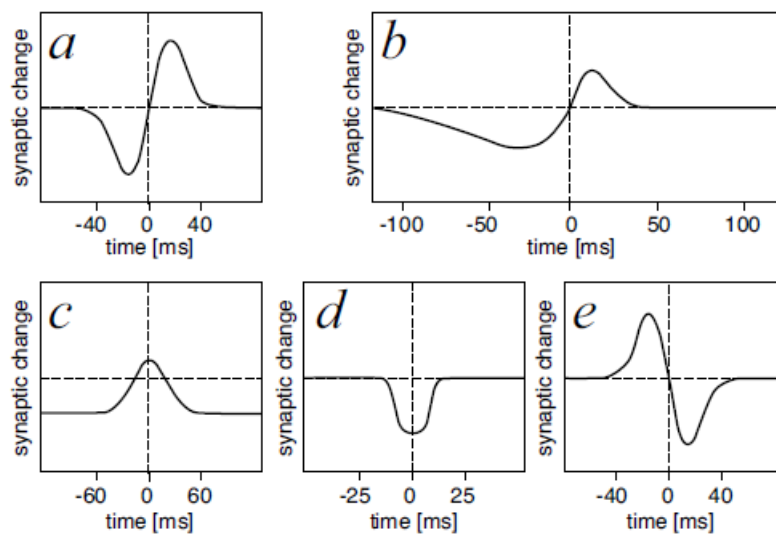 a
synaptic change
-40 0 40
time [ms]
b
synaptic change
-100 -50 0 50 100
time [ms]
c
synaptic change
-60 0 60
time [ms]
d
synaptic change
-25 0 25
time [ms]
e
synaptic change
-40 0 40
time [ms]